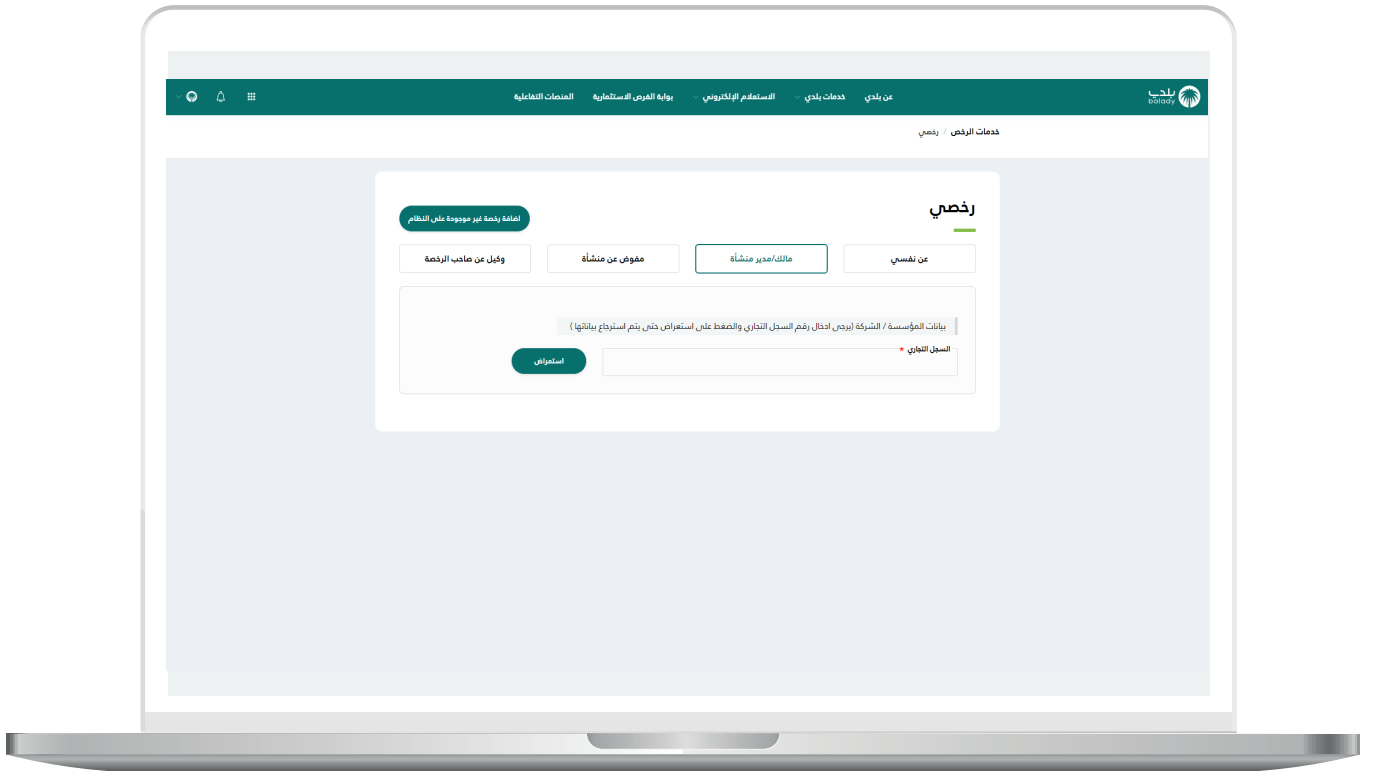 بلدي
balady
عن بلدي خدمات بلدي الاستعلام الإلكتروني بوابة الفرص الاستثمارية المنصات التفاعلية
خدمات الرخص / رخصي
رخصي
اضافة رخصة غير موجودة على النظام
عن نفسي مالك/مدير منشأة مفوض عن منشأة وكيل عن صاحب الرخصة
بيانات المؤسسة / الشركة (يرجى ادخال رقم السجل التجاري والضغط على استعراض حتى يتم استرجاع بياناتها )
السجل التجاري *
استعراض